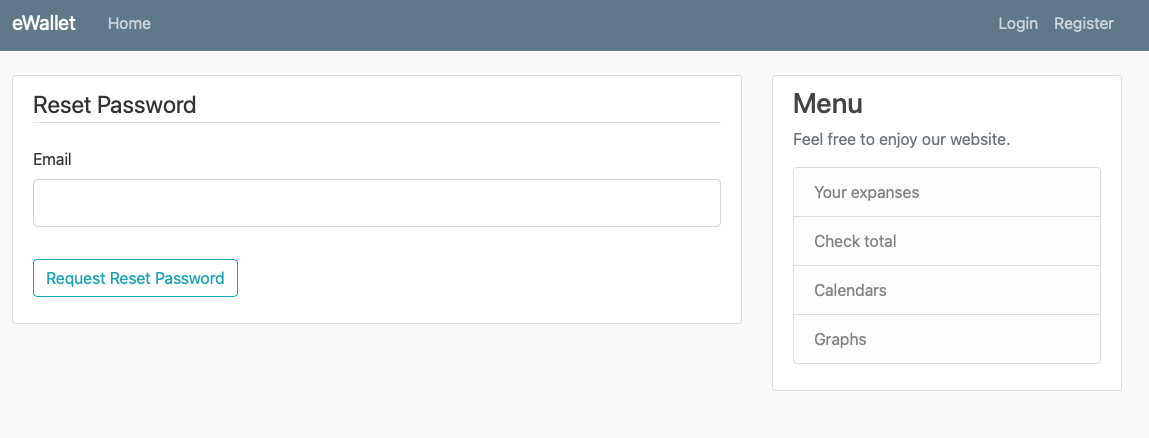 eWallet Home Login Register
Reset Password
Email
Request Reset Password
Menu
Feel free to enjoy our website.
Your expanses
Check total
Calendars
Graphs